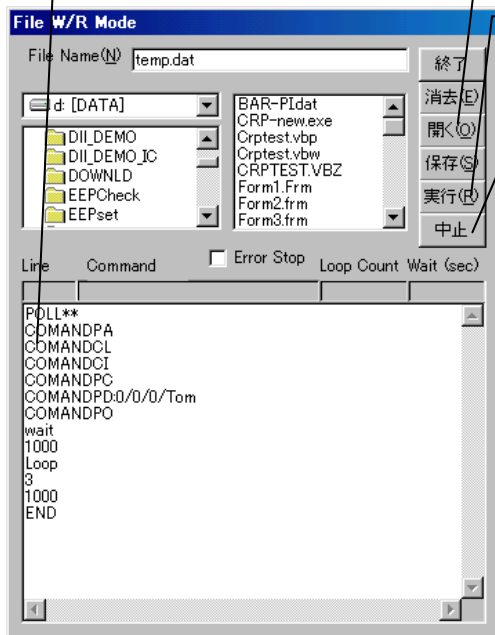 File W/R Mode
File Name(N) temp.dat
終了
消去(E)
開く(O)
保存(S)
実行(R)
中止
d: [DATA]
DII_DEMO
DII_DEMO_IC
DOWNLD
EEPCheck
EEPset
BAR-PIdat
CRP-new.exe
Crptest.vbp
Crptest.vbw
CRPTEST.VBZ
Form1.Frm
Form2.frm
Form3.frm
Line Command Error Stop Loop Count Wait (sec)
POLL**
COMANDPA
COMANDCL
COMANDCI
COMANDPC
COMANDPD:0/0/0/Tom
COMANDPO
wait
1000
Loop
3
1000
END